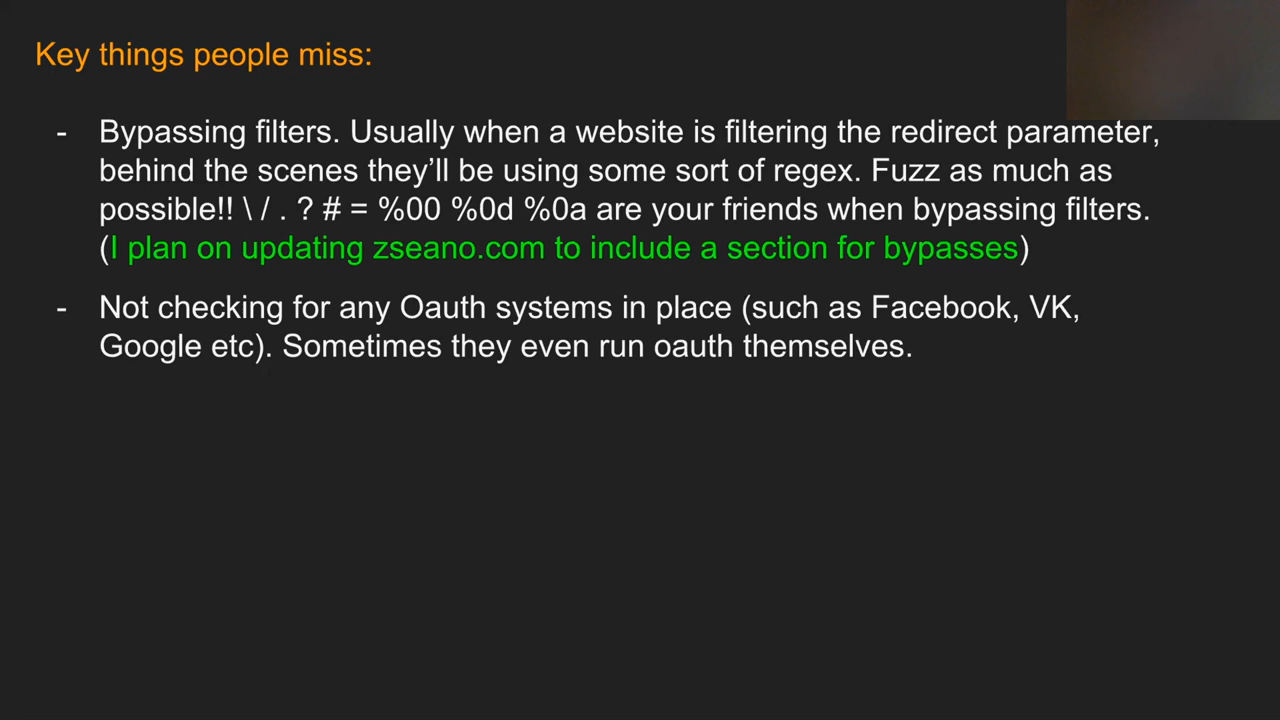 Key things people miss:
- Bypassing filters. Usually when a website is filtering the redirect parameter,
behind the scenes they’ll be using some sort of regex. Fuzz as much as
possible!! \ / . ? # = %00 %0d %0a are your friends when bypassing filters.
(I plan on updating zseano.com to include a section for bypasses)
- Not checking for any Oauth systems in place (such as Facebook, VK,
Google etc). Sometimes they even run oauth themselves.